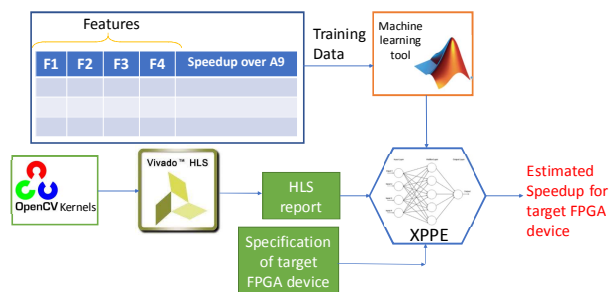 Features
F1 F2 F3 F4 Speedup over A9
Training
Data
Machine
learning
tool
OpenCV Kernels
Vivado™ HLS
HLS
report
Specification
of target
FPGA device
XPPE
Estimated
Speedup for
target FPGA
device